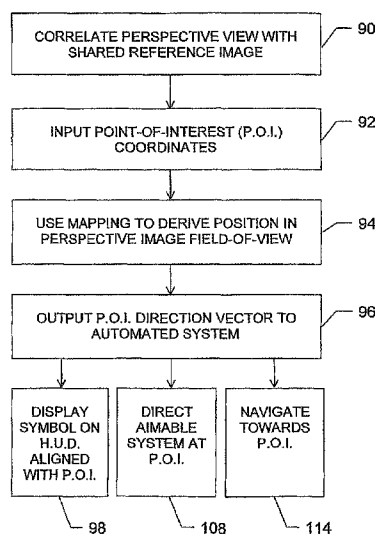 CORRELATE PERSPECTIVE VIEW WITH
SHARED REFERENCE IMAGE
90
INPUT POINT-OF-INTEREST (P.O.I.)
COORDINATES
92
USE MAPPING TO DERIVE POSITION IN
PERSPECTIVE IMAGE FIELD-OF-VIEW
94
OUTPUT P.O.I. DIRECTION VECTOR TO
AUTOMATED SYSTEM
96
DISPLAY
SYMBOL ON
H.U.D.
ALIGNED
WITH P.O.I.
98
DIRECT
AIMABLE
SYSTEM AT
P.O.I.
108
NAVIGATE
TOWARDS
P.O.I.
114